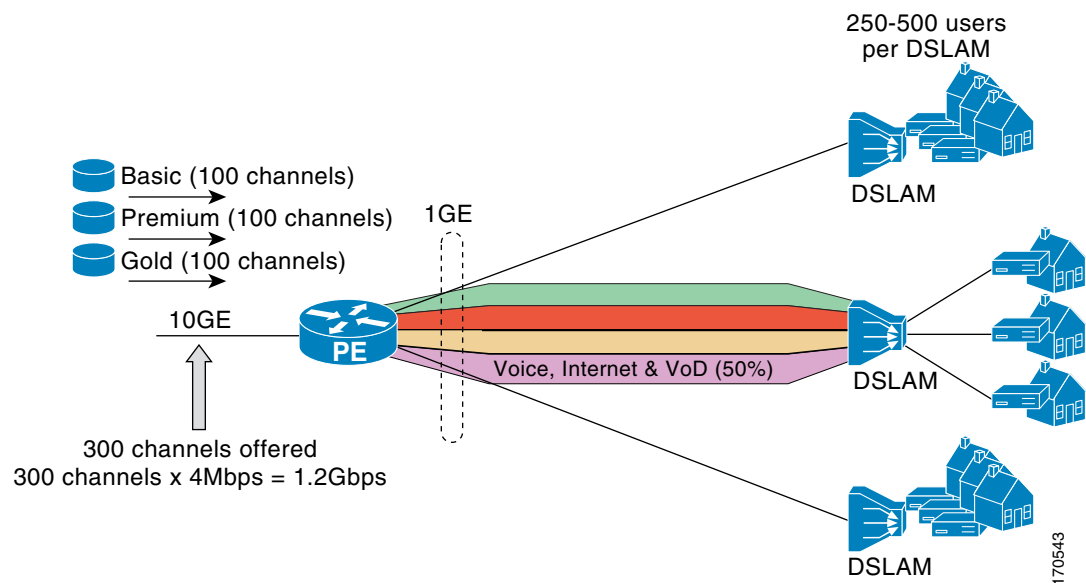 250-500 users
per DSLAM
Basic (100 channels)
Premium (100 channels)
Gold (100 channels)
1GE
DSLAM
10GE
PE
Voice, Internet & VoD (50%)
DSLAM
300 channels offered
300 channels x 4Mbps = 1.2Gbps
DSLAM
170543